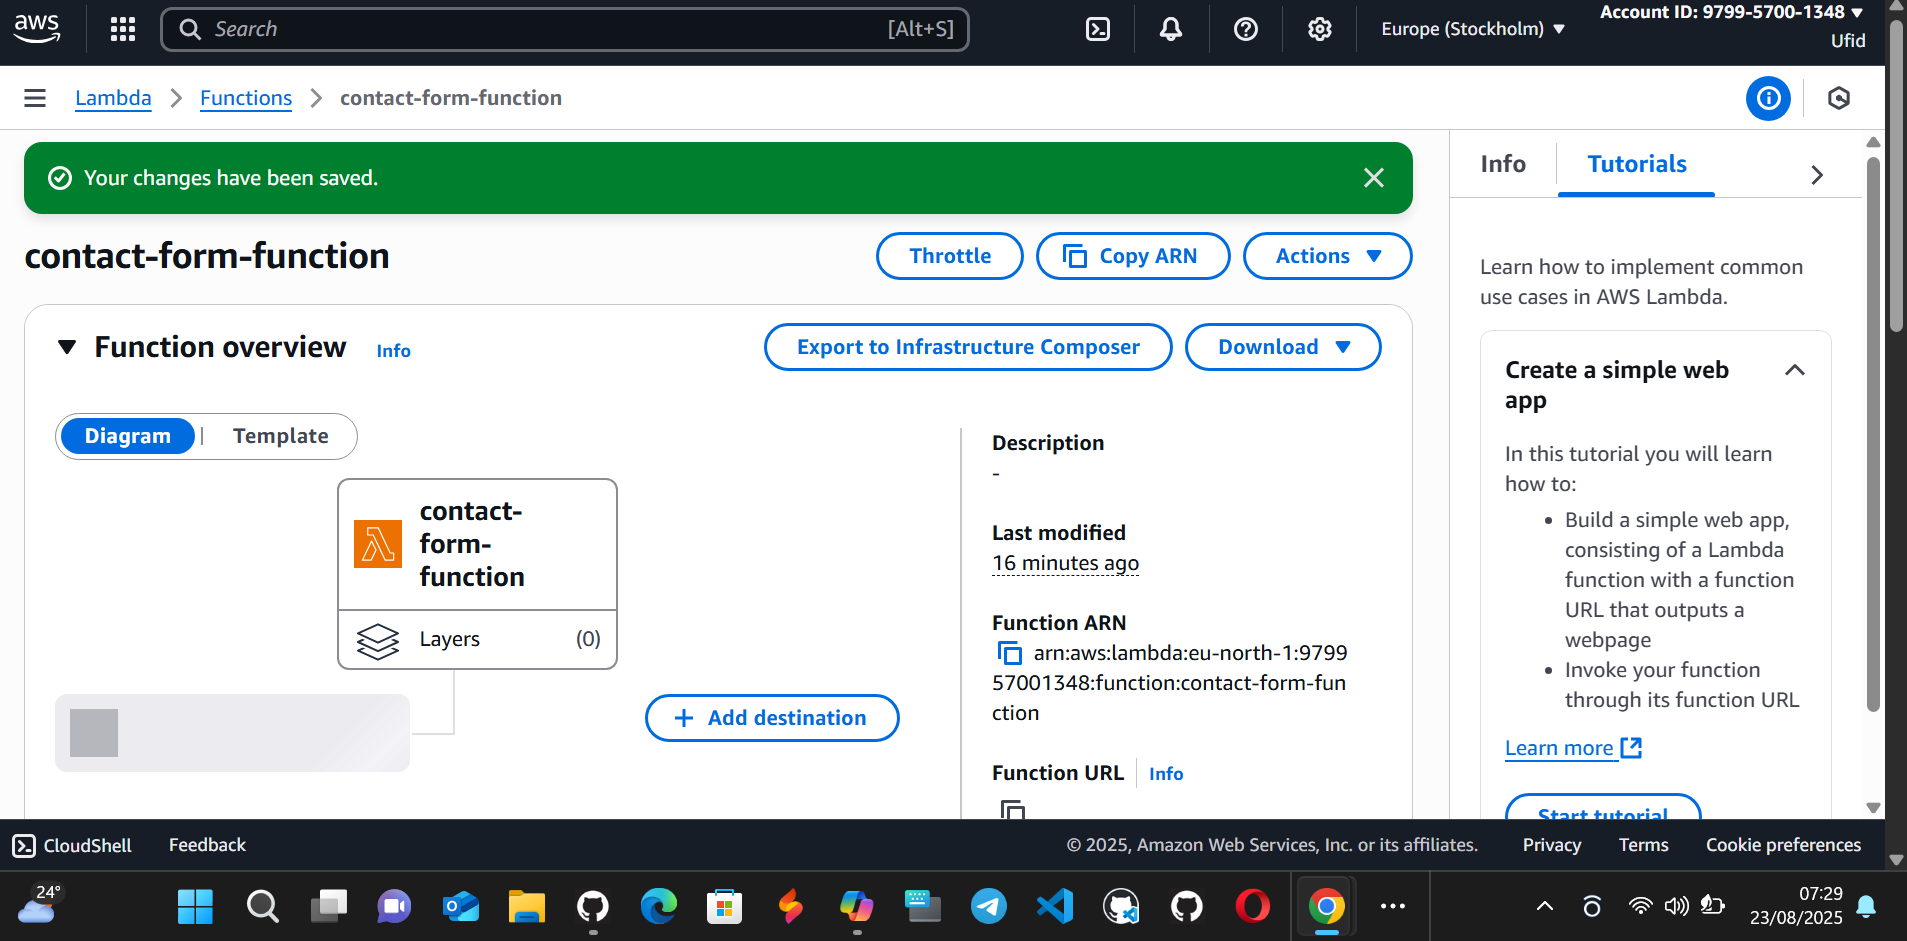 aws
Search [Alt+S]
Europe (Stockholm)
Account ID: 9799-5700-1348
Ufid
Lambda
Functions
contact-form-function
Your changes have been saved.
contact-form-function
Throttle
Copy ARN
Actions
Function overview
Info
Export to Infrastructure Composer
Download
Diagram | Template
contact-
form-
function
Layers (0)
Add destination
Description
-
Last modified
16 minutes ago
Function ARN
arn:aws:lambda:eu-north-1:9799
57001348:function:contact-form-fun
ction
Function URL
Info
Info
Tutorials
Learn how to implement common
use cases in AWS Lambda.
Create a simple web
app
In this tutorial you will learn
how to:
• Build a simple web app,
consisting of a Lambda
function with a function
URL that outputs a
webpage
• Invoke your function
through its function URL
Learn more
Start tutorial
CloudShell
Feedback
© 2025, Amazon Web Services, Inc. or its affiliates.
Privacy
Terms
Cookie preferences
24°
07:29
23/08/2025